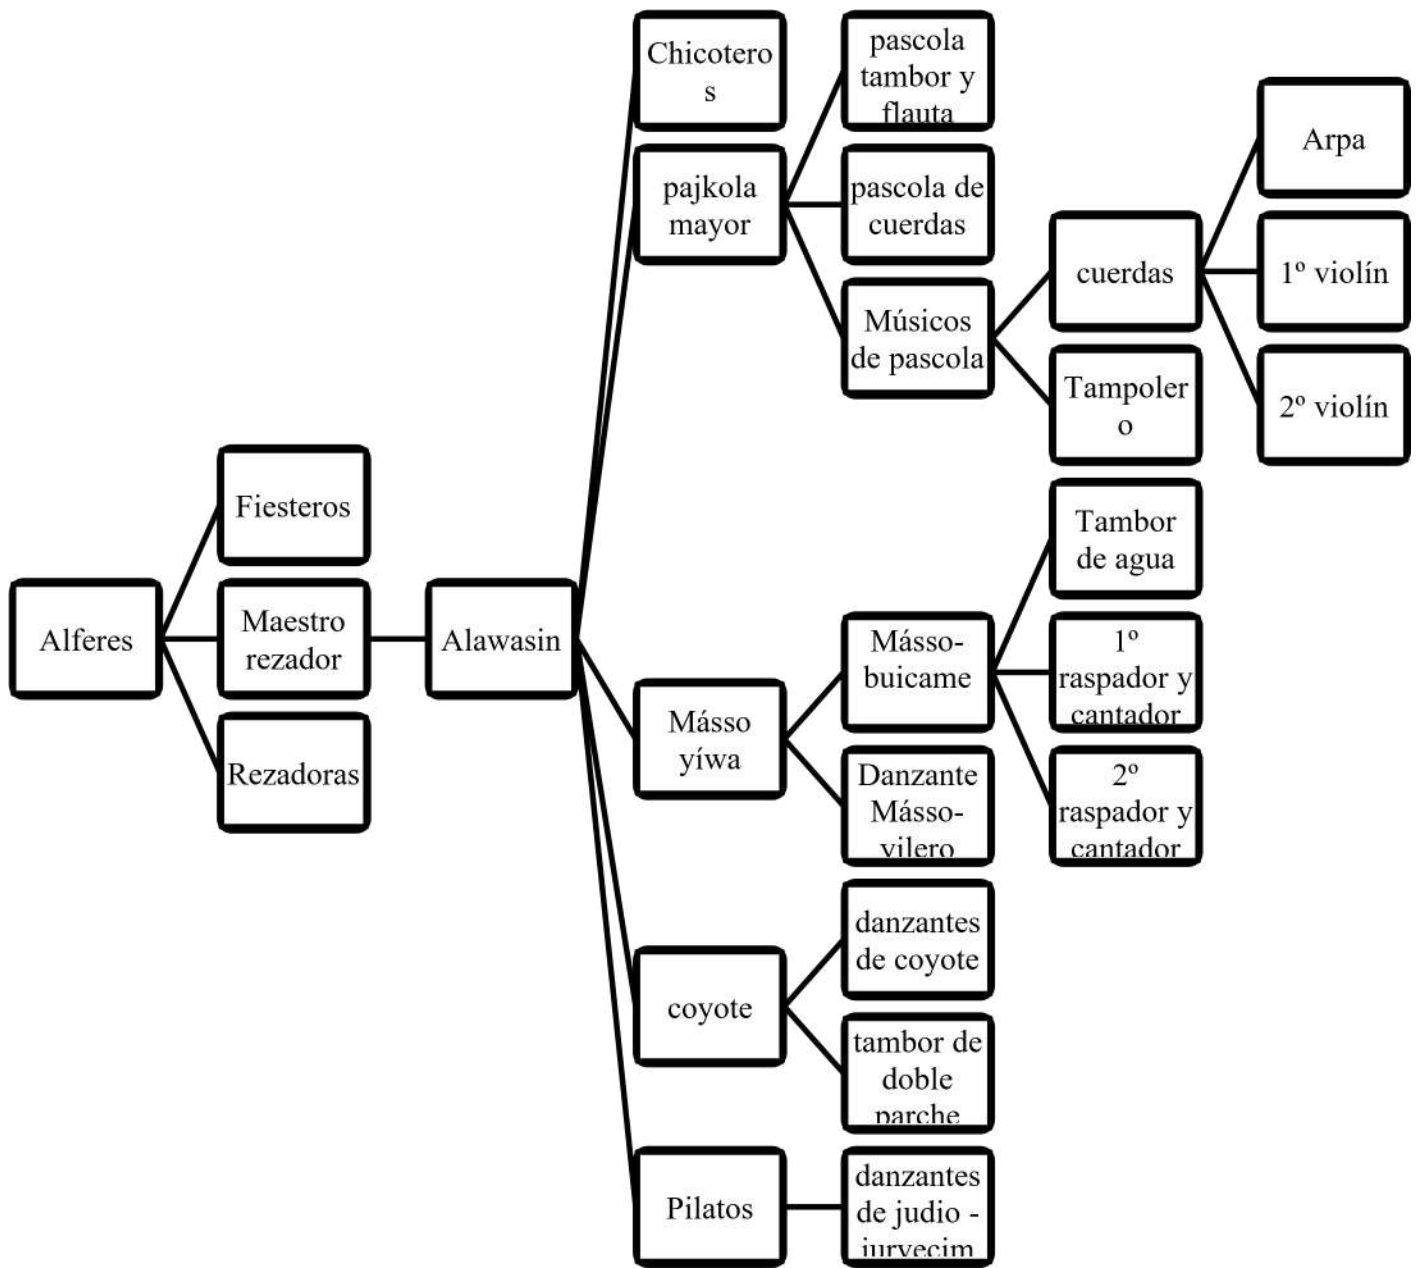 Alferes
Fiesteros
Maestro
rezador
Rezadoras
Alawasin
Chicotero
s
pajkola
mayor
pascola
tambor y
flauta
pascola de
cuerdas
Músicos
de pascola
cuerdas
Arpa
1º violín
2º violín
Tampoler
o
Másso
yíwa
Másso-
buicame
Tambor
de agua
1º
raspador y
cantador
2º
raspador y
cantador
Danzante
Másso-
vilero
coyote
danzantes
de coyote
tambor de
doble
parche
Pilatos
danzantes
de judio -
jurvecim